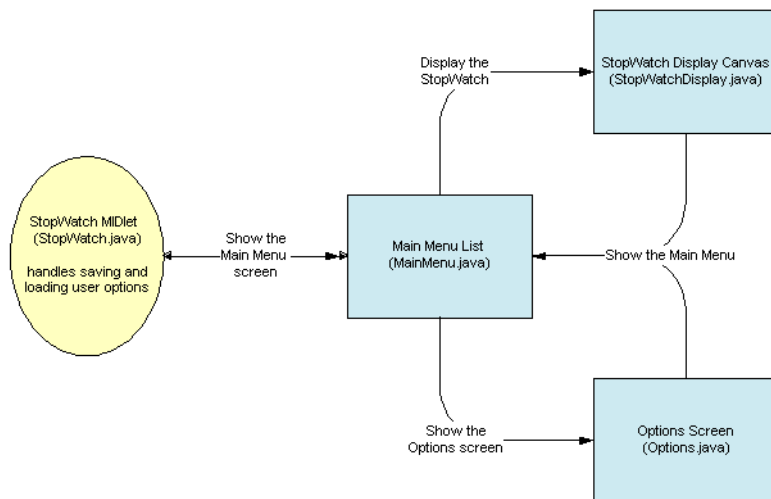 Display the
StopWatch
StopWatch Display Canvas
(StopWatchDisplay.java)
StopWatch MIDlet
(StopWatch.java)
handles saving and
loading user options
Show the
Main Menu
screen
Main Menu List
(MainMenu.java)
Show the Main Menu
Show the
Options screen
Options Screen
(Options.java)